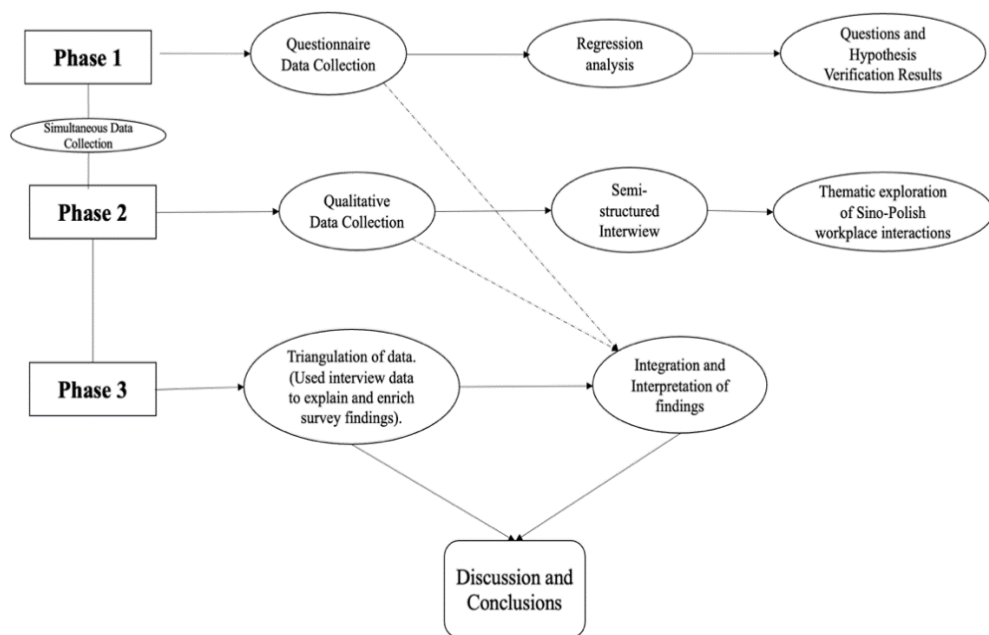 Phase 1
Questionnaire
Data Collection
Regression
analysis
Questions and
Hypothesis
Verification Results
Simultaneous Data
Collection
Phase 2
Qualitative
Data Collection
Semi-
structured
Interwiew
Thematic exploration
of Sino-Polish
workplace interactions
Phase 3
Triangulation of data.
(Used interview data
to explain and enrich
survey findings).
Integration and
Interpretation of
findings
Discussion and
Conclusions